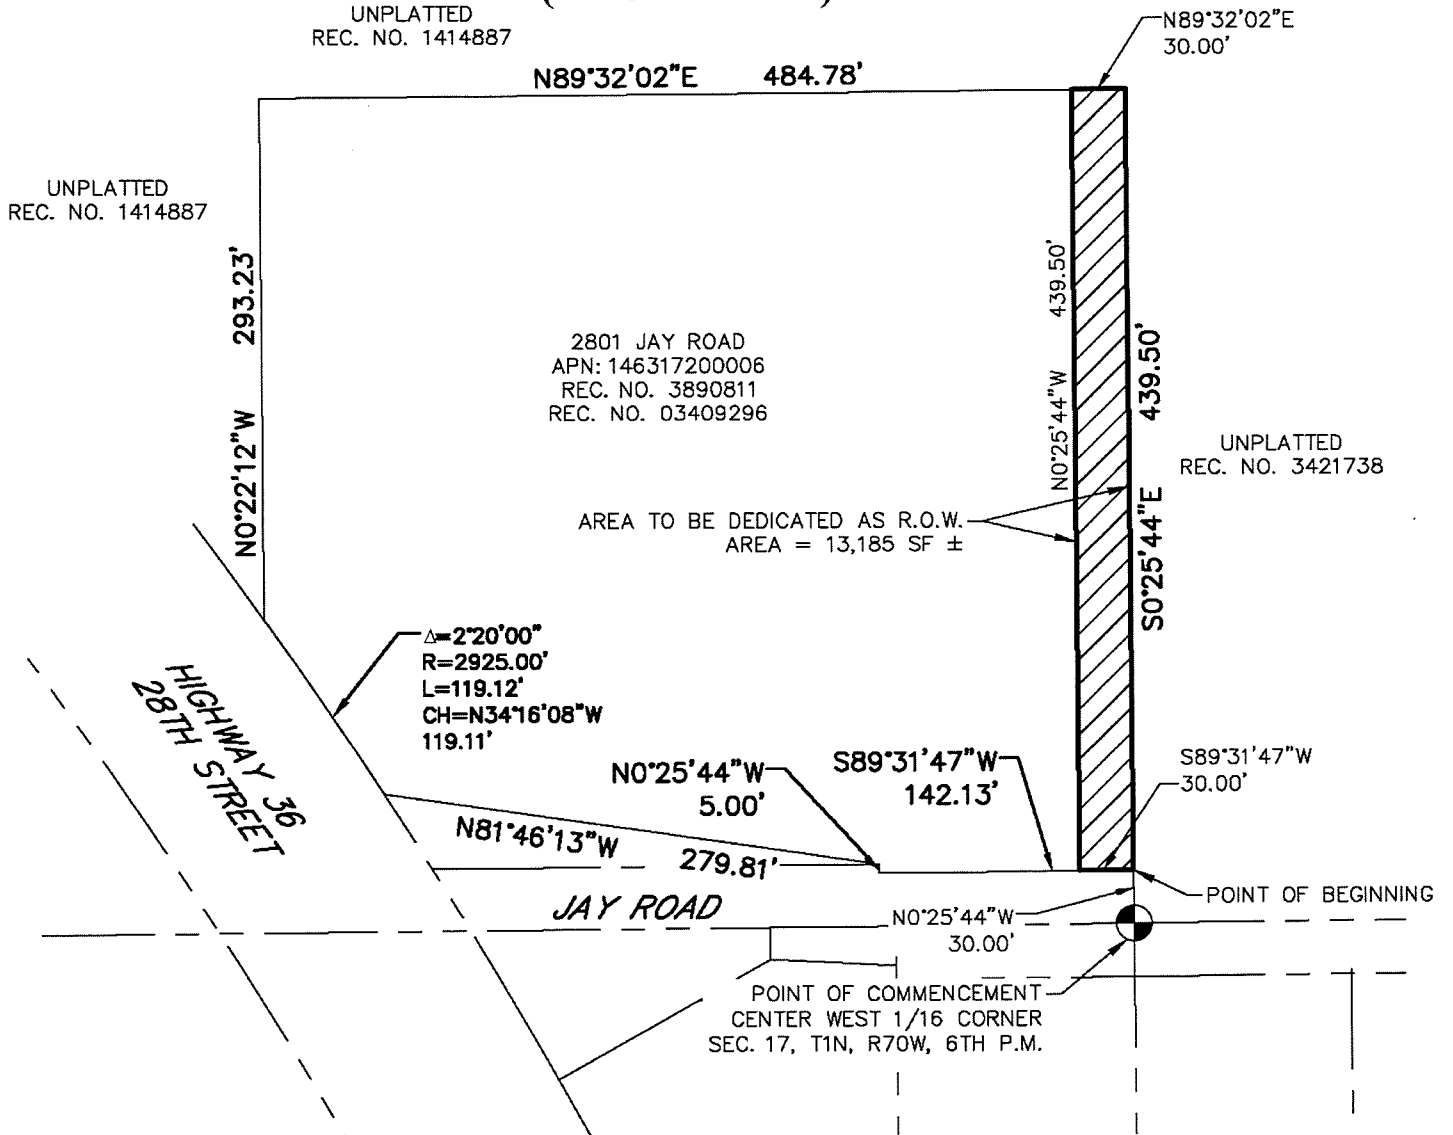 UNPLATTED
REC. NO. 1414887
N89°32'02"E
30.00'
N89°32'02"E 484.78'
UNPLATTED
REC. NO. 1414887
N0°22'12"W 293.23'
2801 JAY ROAD
APN: 146317200006
REC. NO. 3890811
REC. NO. 03409296
N0°25'44"W 439.50'
S0°25'44"E 439.50'
UNPLATTED
REC. NO. 3421738
AREA TO BE DEDICATED AS R.O.W.
AREA = 13,185 SF ±
Δ=2°20'00"
R=2925.00'
L=119.12'
CH=N34°16'08"W
119.11'
HIGHWAY 36
28TH STREET
N0°25'44"W
5.00'
S89°31'47"W
142.13'
S89°31'47"W
30.00'
N81°46'13"W 279.81'
JAY ROAD
POINT OF BEGINNING
N0°25'44"W
30.00'
POINT OF COMMENCEMENT
CENTER WEST 1/16 CORNER
SEC. 17, T1N, R70W, 6TH P.M.